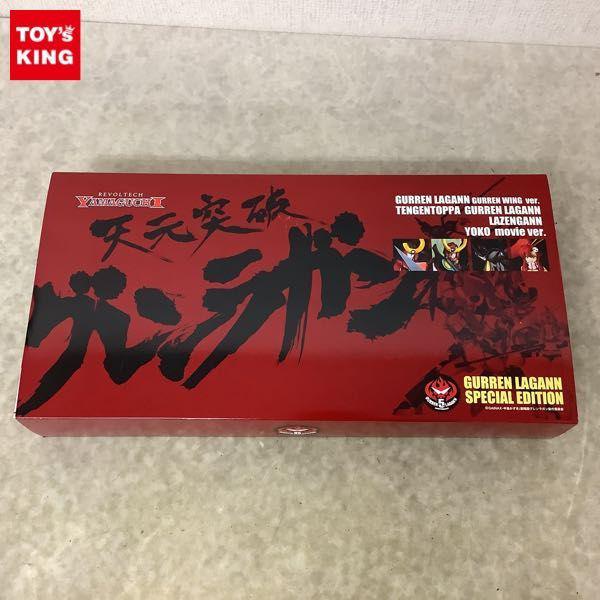 TOY's
KING
REVOLTECH
YAMAGUCHI
天元突破
グレンラガン
GURREN LAGANN GURREN WING ver.
TENGENTOPPA GURREN LAGANN
LAZENGANN
YOKO movie ver.
GURREN LAGANN
SPECIAL EDITION